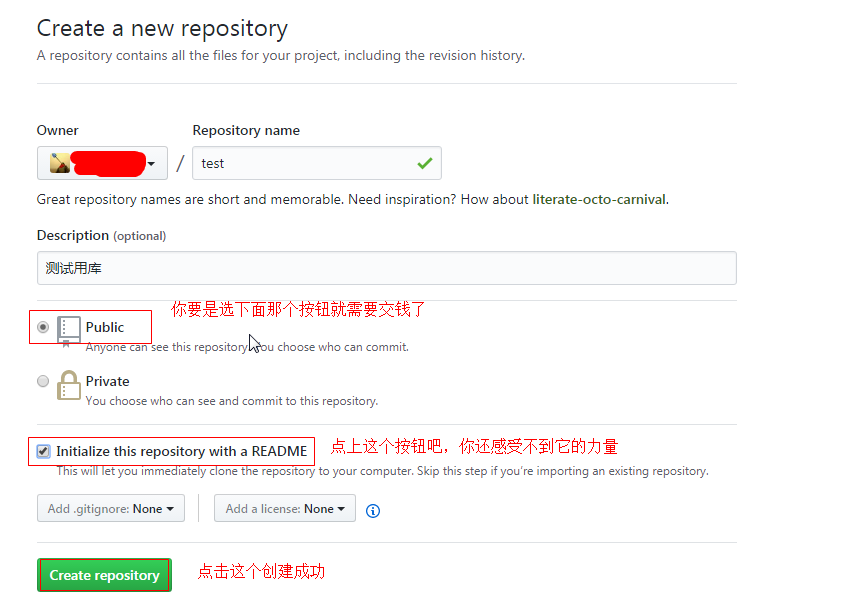 Create a new repository
A repository contains all the files for your project, including the revision history.
Owner Repository name
/ test
Great repository names are short and memorable. Need inspiration? How about literate-octo-carnival.
Description (optional)
测试用库
你要是选下面那个按钮就需要交钱了
Public
Anyone can see this repository. You choose who can commit.
Private
You choose who can see and commit to this repository.
Initialize this repository with a README 点上这个按钮吧，你还感受不到它的力量
This will let you immediately clone the repository to your computer. Skip this step if you're importing an existing repository.
Add .gitignore: None Add a license: None
Create repository 点击这个创建成功